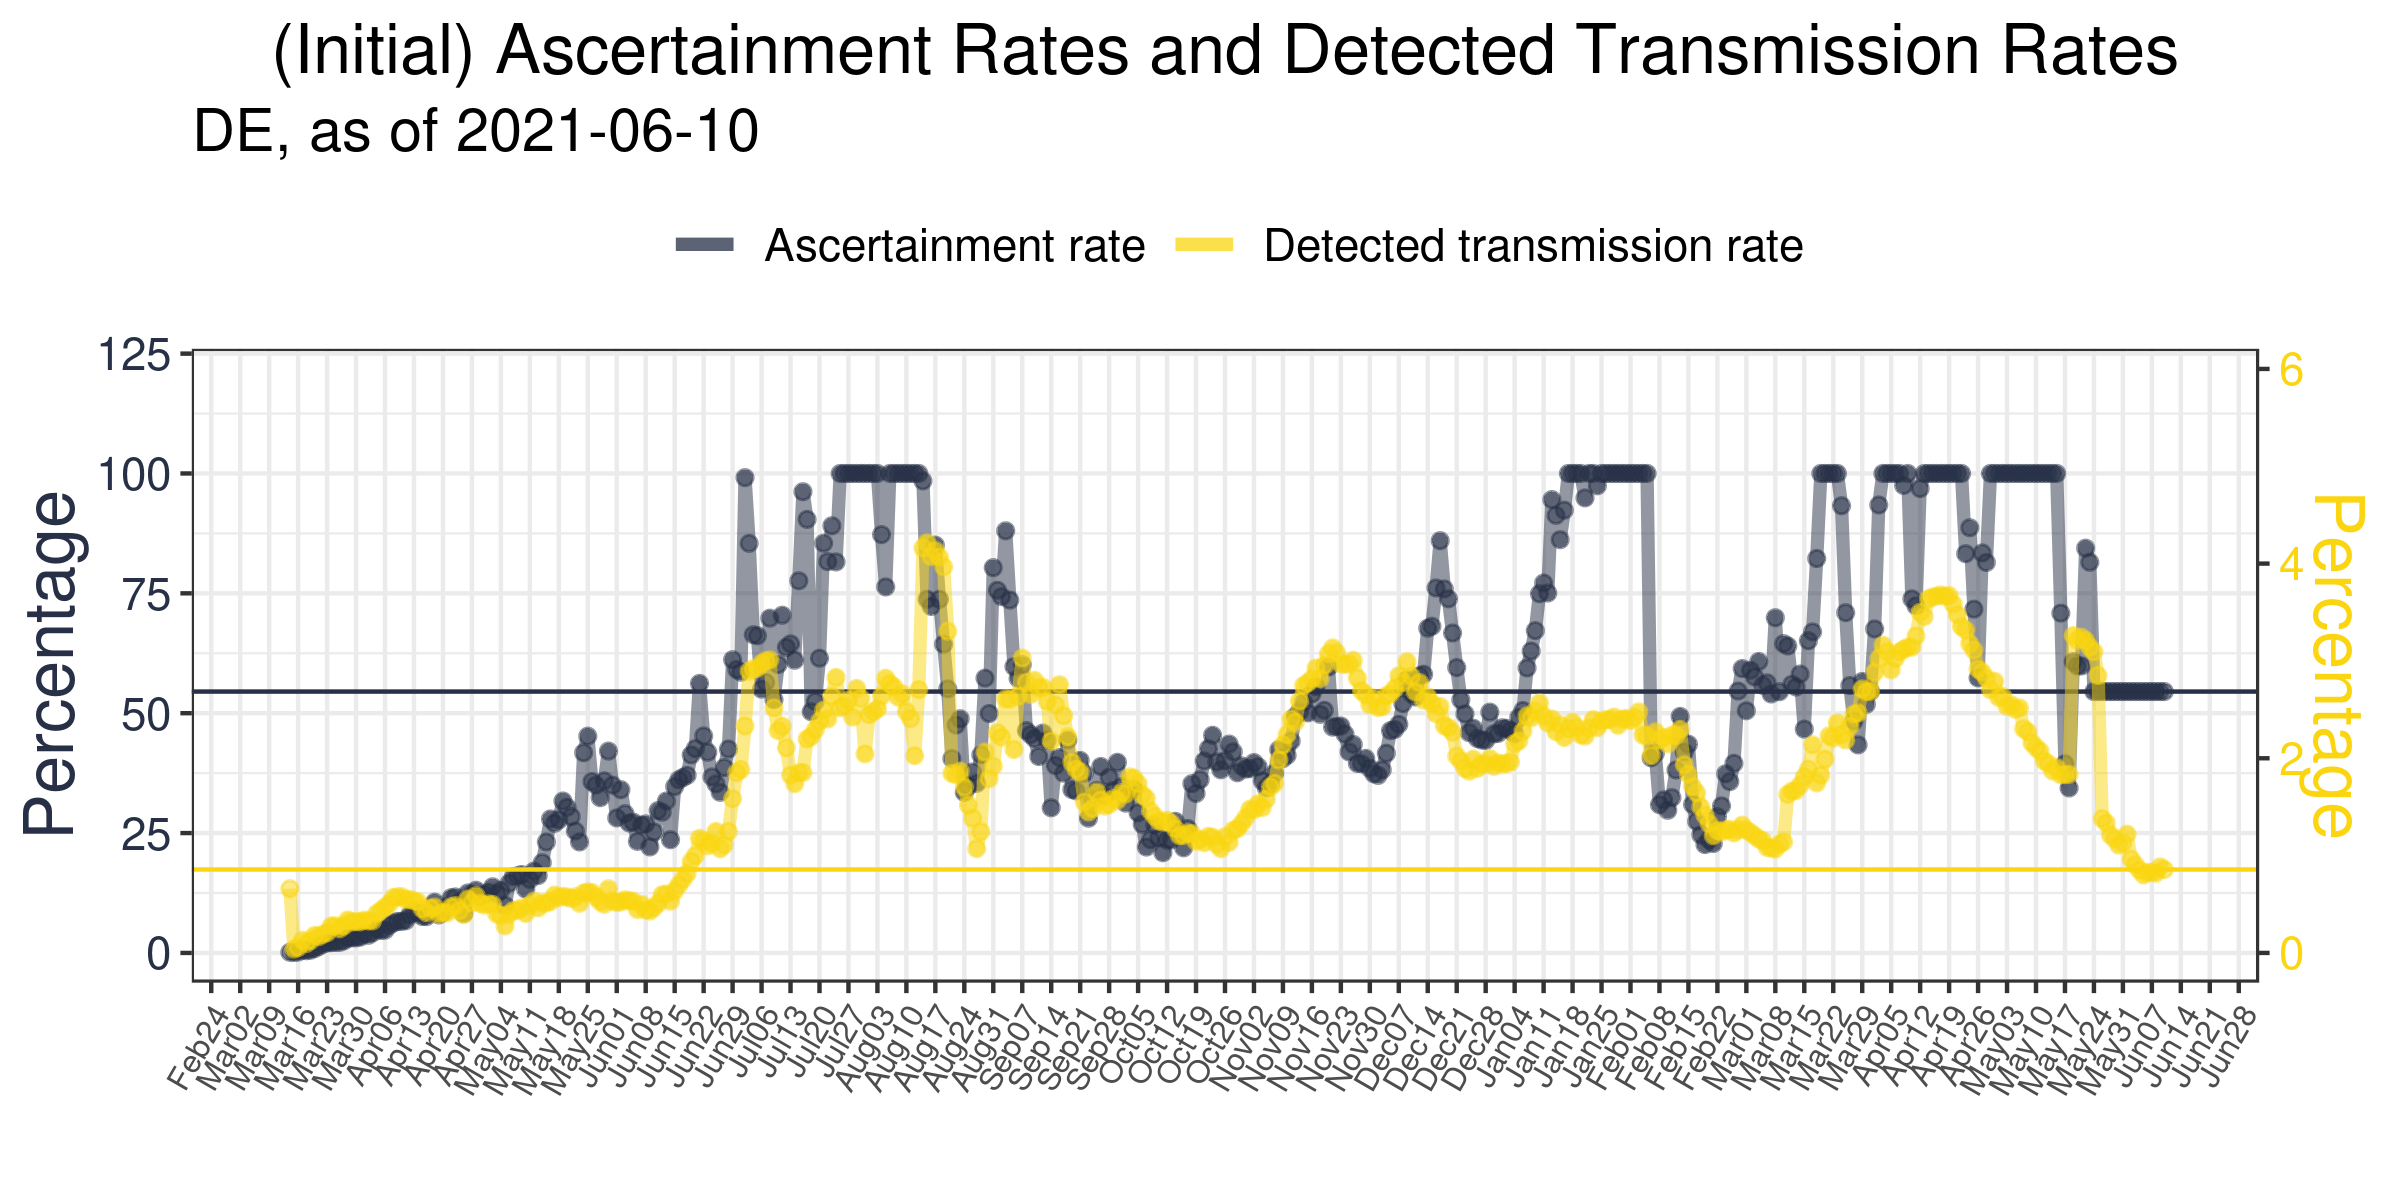 (Initial) Ascertainment Rates and Detected Transmission Rates
DE, as of 2021-06-10
Ascertainment rate
Detected transmission rate
125
100
75
50
25
0
Percentage
6
4
2
0
Percentage
Feb24
Mar02
Mar09
Mar16
Mar23
Mar30
Apr06
Apr13
Apr20
Apr27
May04
May11
May18
May25
Jun01
Jun08
Jun15
Jun22
Jun29
Jul06
Jul13
Jul20
Jul27
Aug03
Aug10
Aug17
Aug24
Aug31
Sep07
Sep14
Sep21
Sep28
Oct05
Oct12
Oct19
Oct26
Nov02
Nov09
Nov16
Nov23
Nov30
Dec07
Dec14
Dec21
Dec28
Jan04
Jan11
Jan18
Jan25
Feb01
Feb08
Feb15
Feb22
Mar01
Mar08
Mar15
Mar22
Mar29
Apr05
Apr12
Apr19
Apr26
May03
May10
May17
May24
May31
Jun07
Jun14
Jun21
Jun28